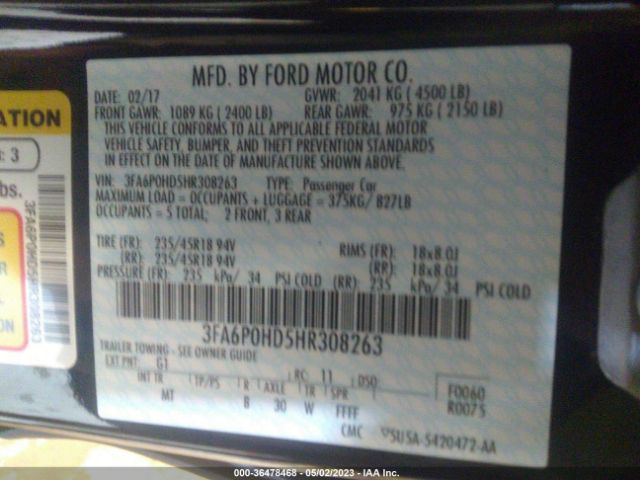 MFD. BY FORD MOTOR CO.
DATE: 02/17 GVWR: 2041 KG ( 4500 LB)
FRONT GAWR: 1089 KG ( 2400 LB) REAR GAWR: 975 KG ( 2150 LB)
THIS VEHICLE CONFORMS TO ALL APPLICABLE FEDERAL MOTOR
VEHICLE SAFETY, BUMPER, AND THEFT PREVENTION STANDARDS
IN EFFECT ON THE DATE OF MANUFACTURE SHOWN ABOVE.
VIN: 3FA6P0HD5HR308263 TYPE: Passenger Car
MAXIMUM LOAD = OCCUPANTS + LUGGAGE = 375KG/ 827LB
OCCUPANTS = 5 TOTAL; 2 FRONT, 3 REAR
TIRE (FR): 235/45R18 94V RIMS (FR): 18x8.0J
(RR): 235/45R18 94V (RR): 18x8.0J
PRESSURE (FR): 235 kPa/ 34 PSI COLD (RR): 235 kPa/ 34 PSI COLD
3FA6P0HD5HR308263
TRAILER TOWING - SEE OWNER GUIDE
EXT PNT: G1 RC: 11 DSO:
INT TR TP/PS R AXLE TR SPR F0060
MT B 30 W FFFF R0075
CMC 5U5A-5420472-AA
ATION
: 3
bs.
3FA6P0HD5HR308263
000-36478468 - 05/02/2023 - IAA Inc.